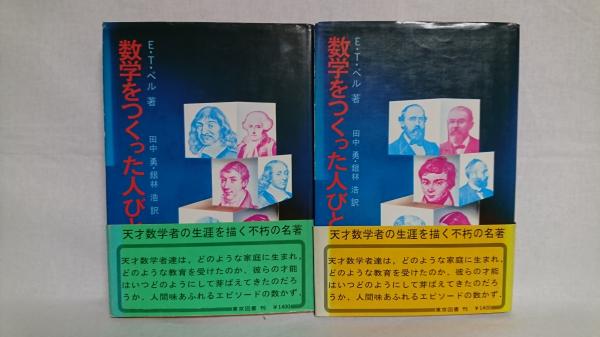 E・T・ベル 著
数学をつくった人びと
田中 勇・銀林 浩 訳
天才数学者の生涯を描く不朽の名著
天才数学者達は、どのような家庭に生まれ、
どのような教育を受けたのか、彼らの才能
はいつどのようにして芽ばえてきたのだろ
うか、人間味あふれるエピソードの数かず、
東京図書 刊 ¥1400
E・T・ベル 著
数学をつくった人びと
田中 勇・銀林 浩 訳
天才数学者の生涯を描く不朽の名著
天才数学者達は、どのような家庭に生まれ、
どのような教育を受けたのか、彼らの才能
はいつどのようにして芽ばえてきたのだろ
うか、人間味あふれるエピソードの数かず、
東京図書 刊 ¥1400